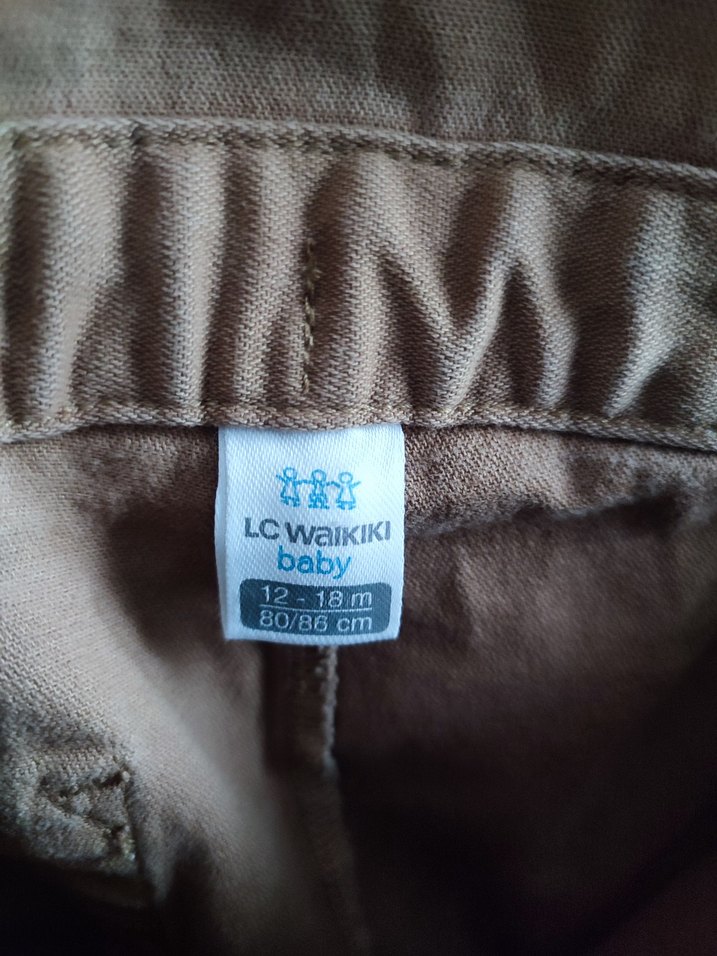 LC WAIKIKI
baby
12 - 18 m
80/86 cm